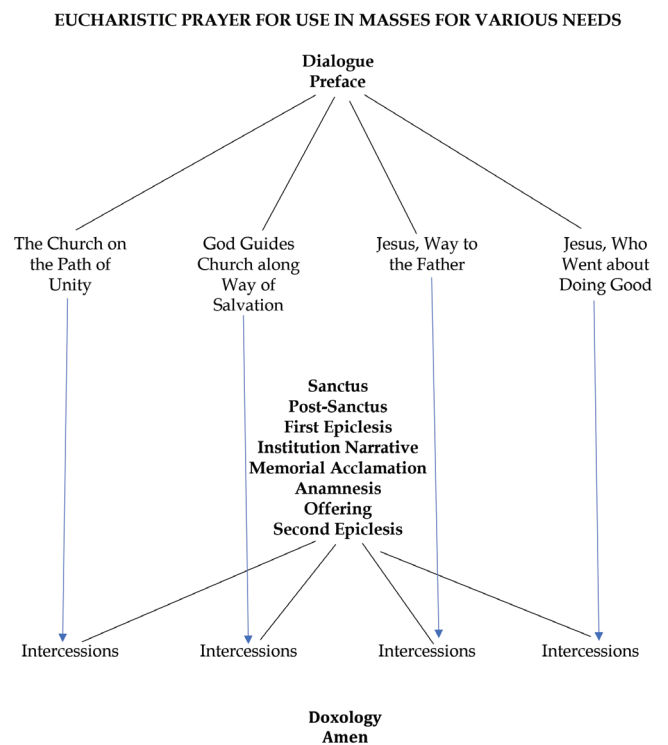 EUCHARISTIC PRAYER FOR USE IN MASSES FOR VARIOUS NEEDS
Dialogue
Preface
The Church on
the Path of
Unity
God Guides
Church along
Way of
Salvation
Jesus, Way to
the Father
Jesus, Who
Went about
Doing Good
Sanctus
Post-Sanctus
First Epiclesis
Institution Narrative
Memorial Acclamation
Anamnesis
Offering
Second Epiclesis
Intercessions
Intercessions
Intercessions
Intercessions
Doxology
Amen